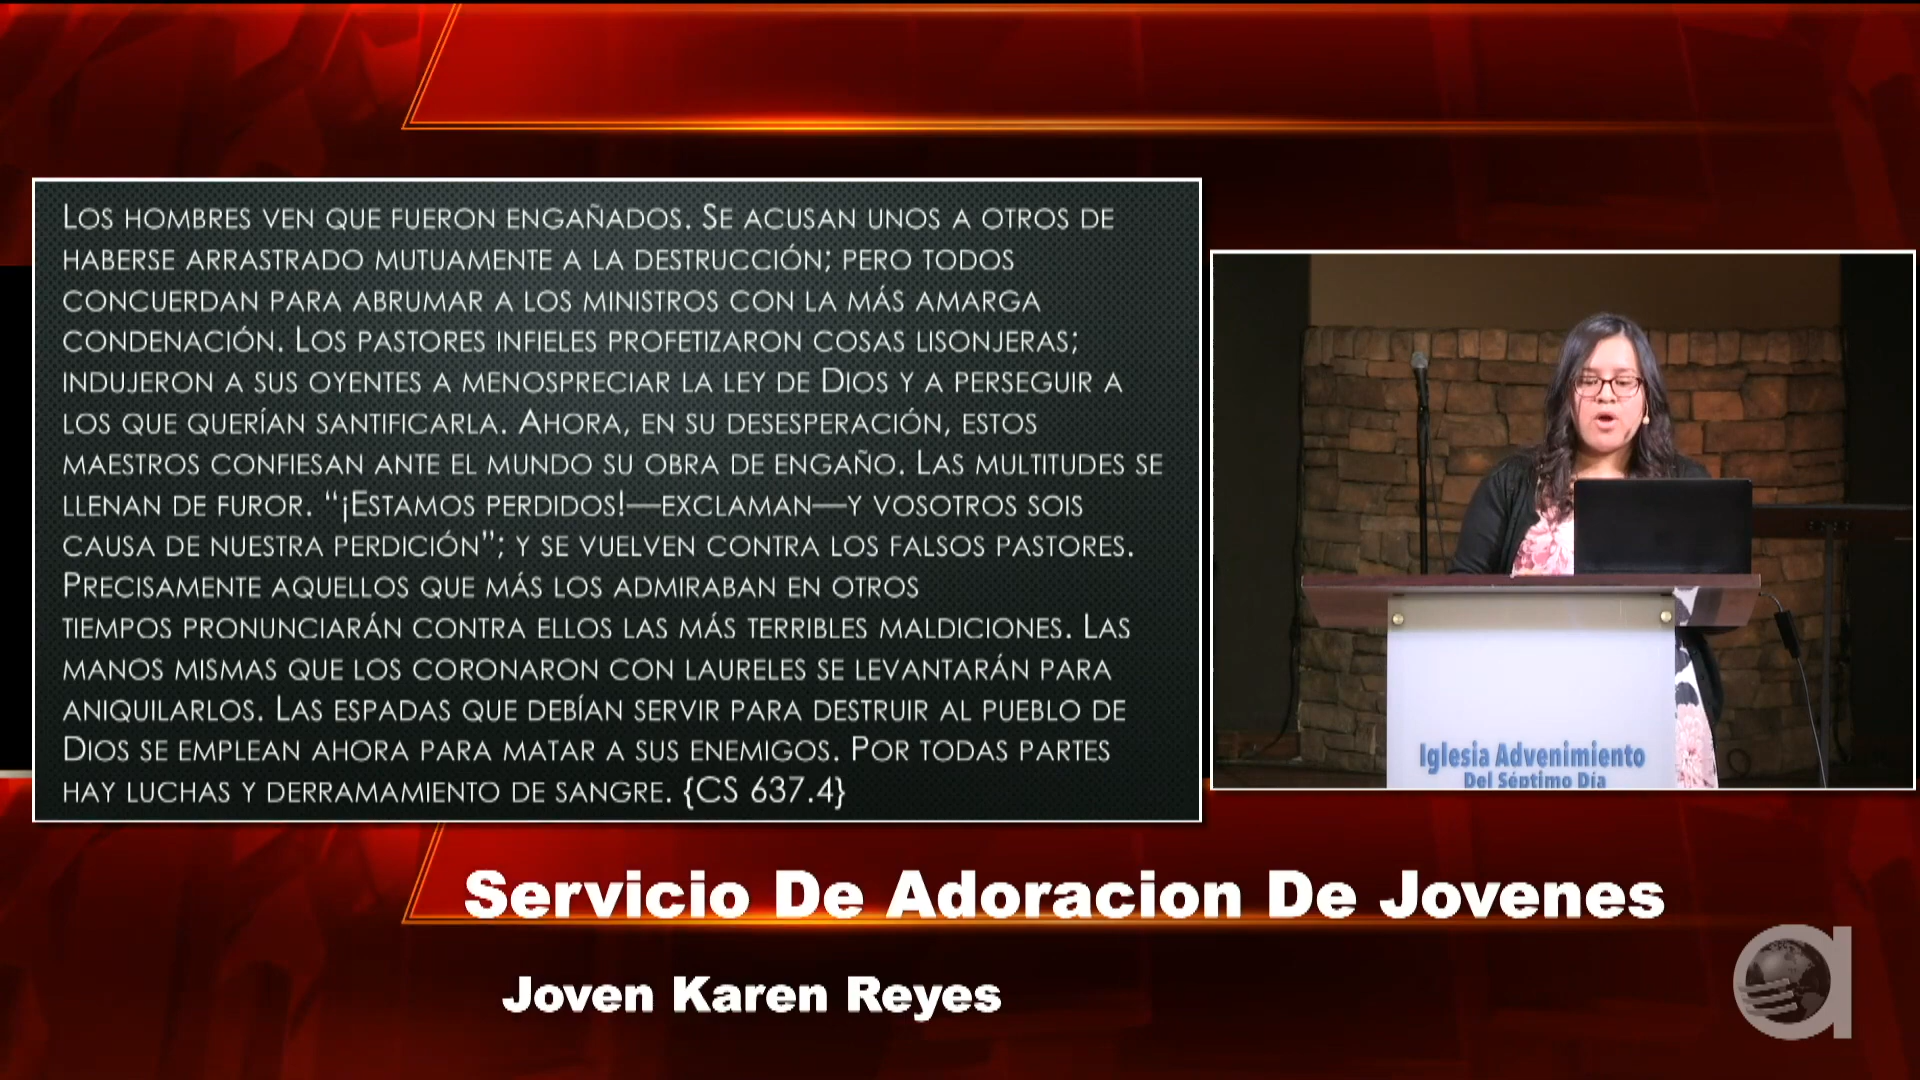 Los hombres ven que fueron engañados. Se acusan unos a otros de
haberse arrastrado mutuamente a la destrucción; pero todos
concuerdan para abrumar a los ministros con la más amarga
condenación. Los pastores infieles profetizaron cosas lisonjeras;
indujeron a sus oyentes a menospreciar la ley de Dios y a perseguir a
los que querían santificarla. Ahora, en su desesperación, estos
maestros confiesan ante el mundo su obra de engaño. Las multitudes se
llenan de furor. “¡Estamos perdidos!—exclaman—y vosotros sois
causa de nuestra perdición”; y se vuelven contra los falsos pastores.
Precisamente aquellos que más los admiraban en otros
tiempos pronunciarán contra ellos las más terribles maldiciones. Las
manos mismas que los coronaron con laureles se levantarán para
aniquilarlos. Las espadas que debían servir para destruir al pueblo de
Dios se emplean ahora para matar a sus enemigos. Por todas partes
hay luchas y derramamiento de sangre. {CS 637.4}
Iglesia Advenimiento
Del Séptimo Día
Servicio De Adoracion De Jovenes
Joven Karen Reyes